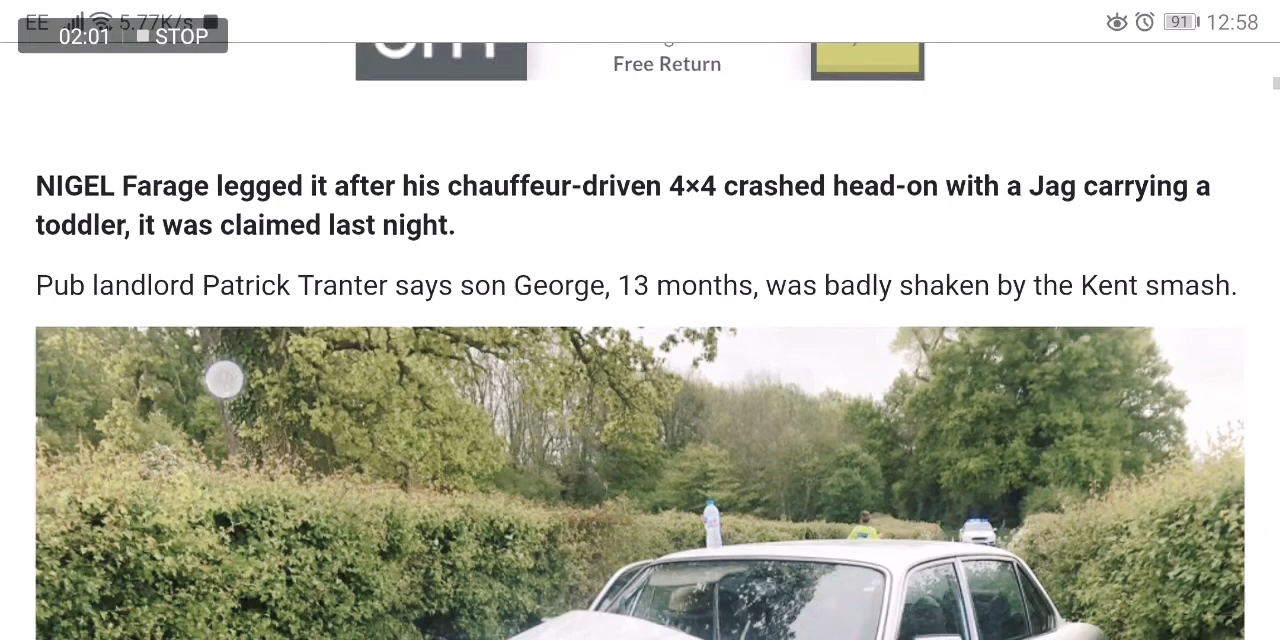 EE 5.77K/s 91 12:58
02:01 STOP
Free Return
NIGEL Farage legged it after his chauffeur-driven 4×4 crashed head-on with a Jag carrying a
toddler, it was claimed last night.
Pub landlord Patrick Tranter says son George, 13 months, was badly shaken by the Kent smash.